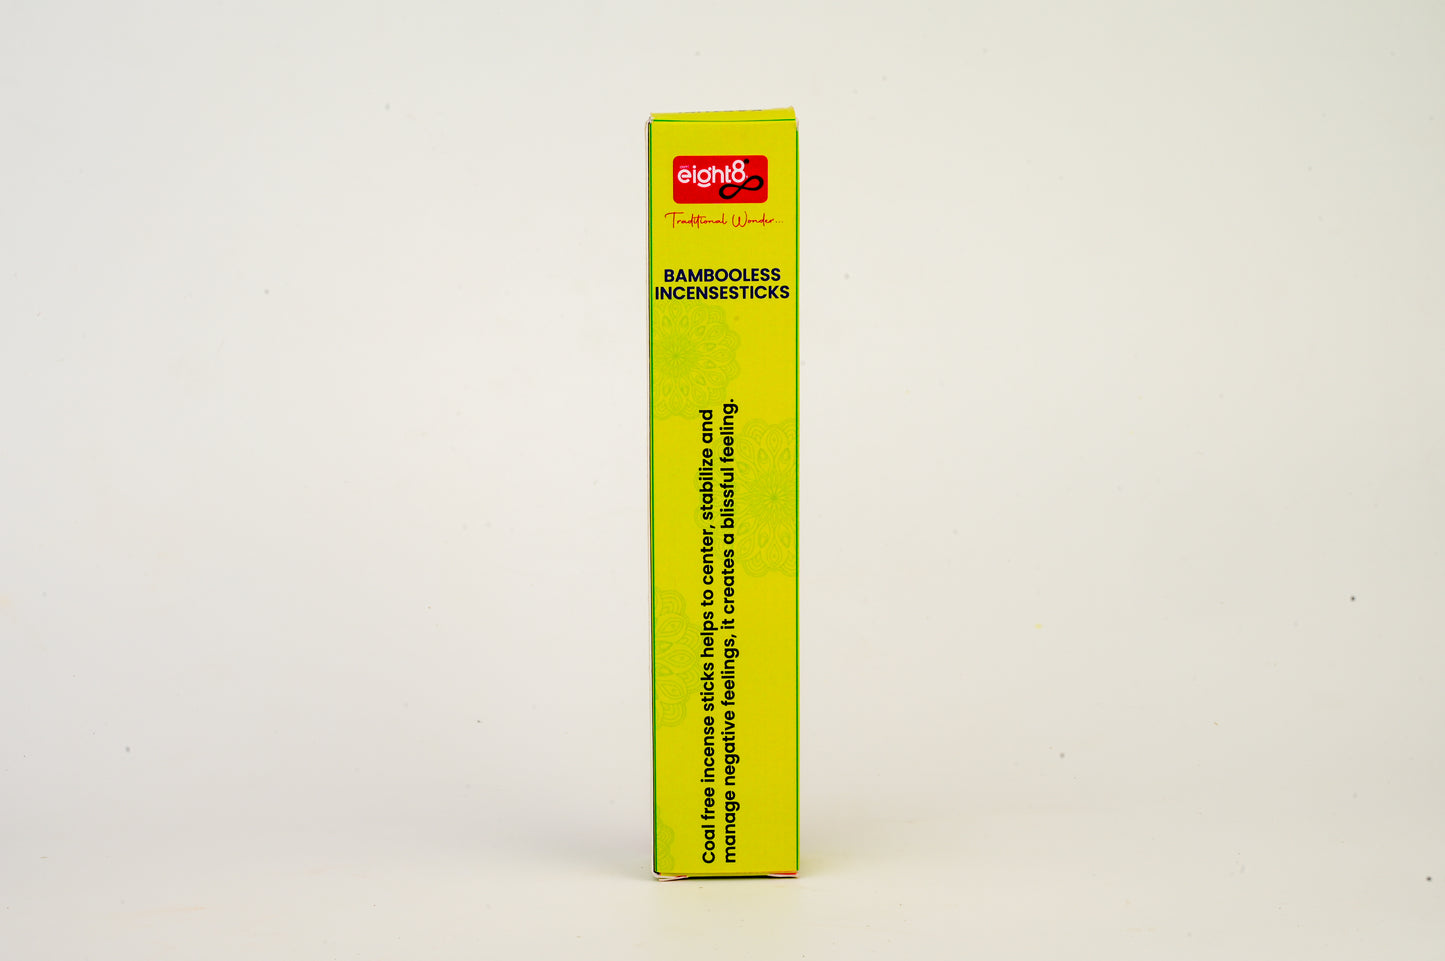 eight8
Traditional Wonder...
BAMBOOLESS
INCENSESTICKS
Coal free incense sticks helps to center, stabilize and
manage negative feelings, it creates a blissful feeling.